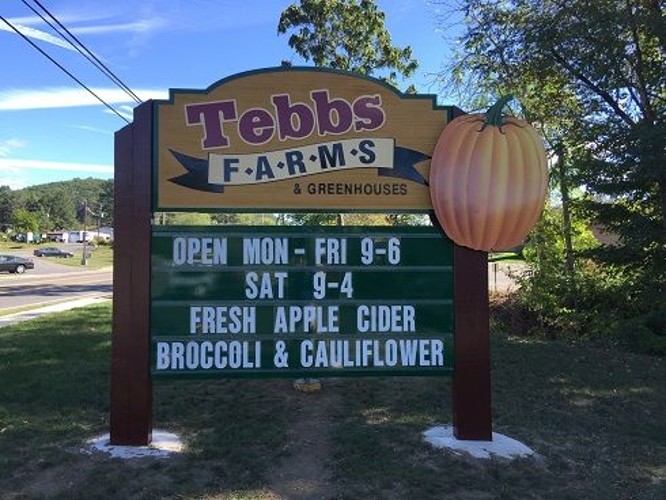 Tebbs
F·A·R·M·S
& GREENHOUSES
OPEN MON - FRI 9-6
SAT 9-4
FRESH APPLE CIDER
BROCCOLI & CAULIFLOWER